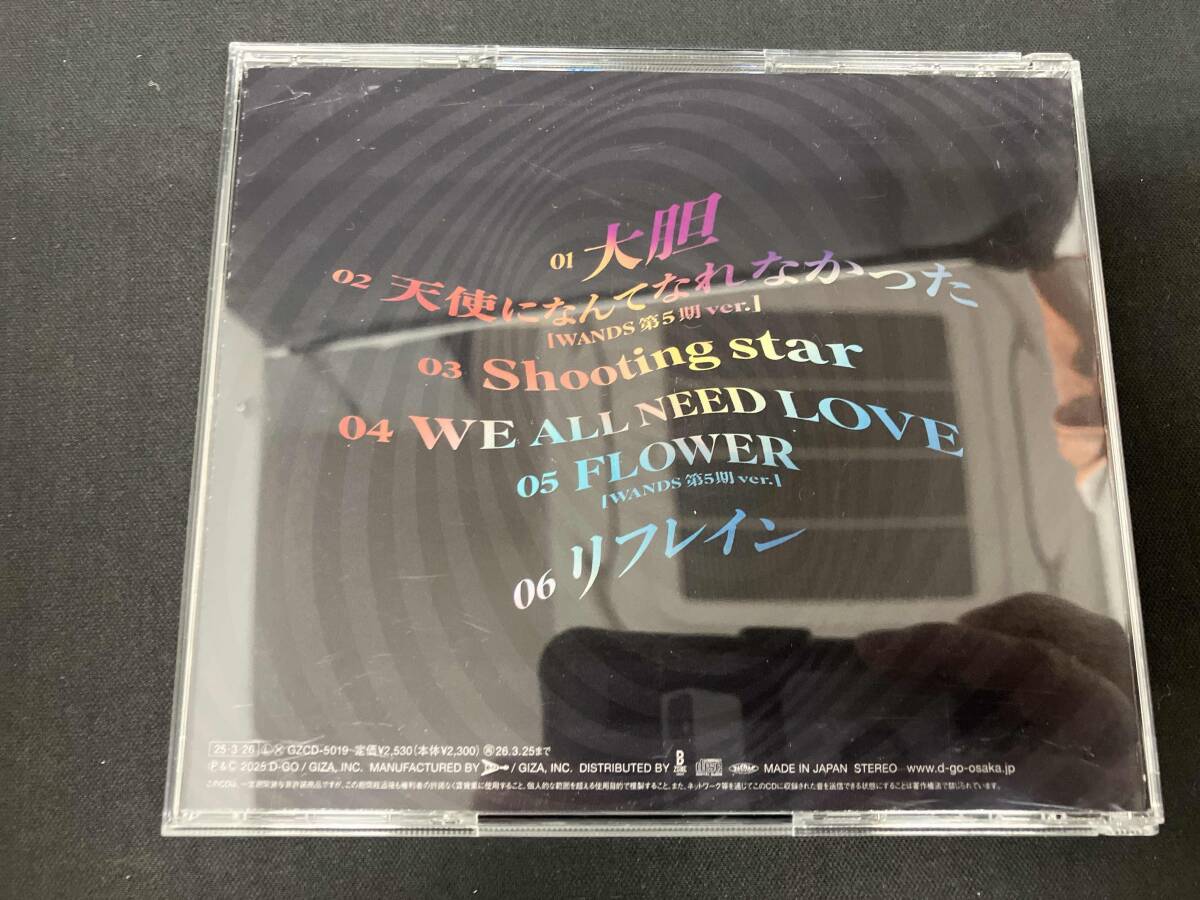 01 大胆
02 天使になんてなれなかった
[WANDS 第5期 ver.]
03 Shooting star
04 WE ALL NEED LOVE
05 FLOWER
[WANDS 第5期 ver.]
06 リフレイン
25・3・26 Ⓛ Ⓧ GZCD-5019 定価¥2,530(本体¥2,300) 再 26.3.25まで
P & C 2025 D-GO / GIZA, INC. MANUFACTURED BY / GIZA, INC. DISTRIBUTED BY B ZONE MADE IN JAPAN STEREO www.d-go-osaka.jp